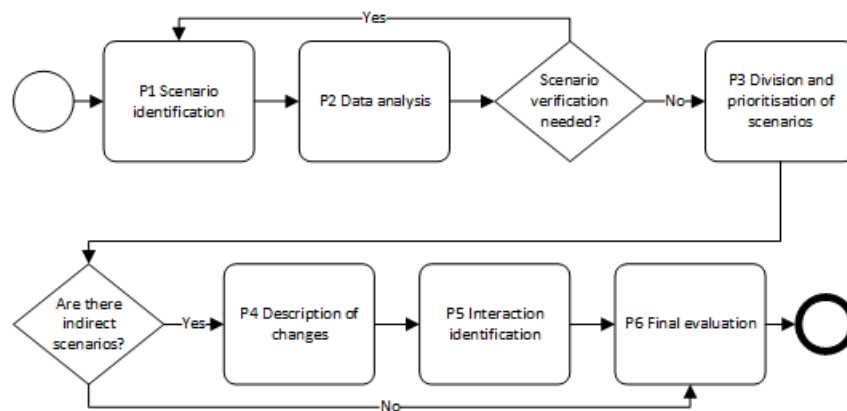 Yes
P1 Scenario
identification
P2 Data analysis
Scenario
verification
needed?
No
P3 Division and
prioritisation of
scenarios
Are there
indirect
scenarios?
Yes
P4 Description of
changes
P5 Interaction
identification
P6 Final evaluation
No